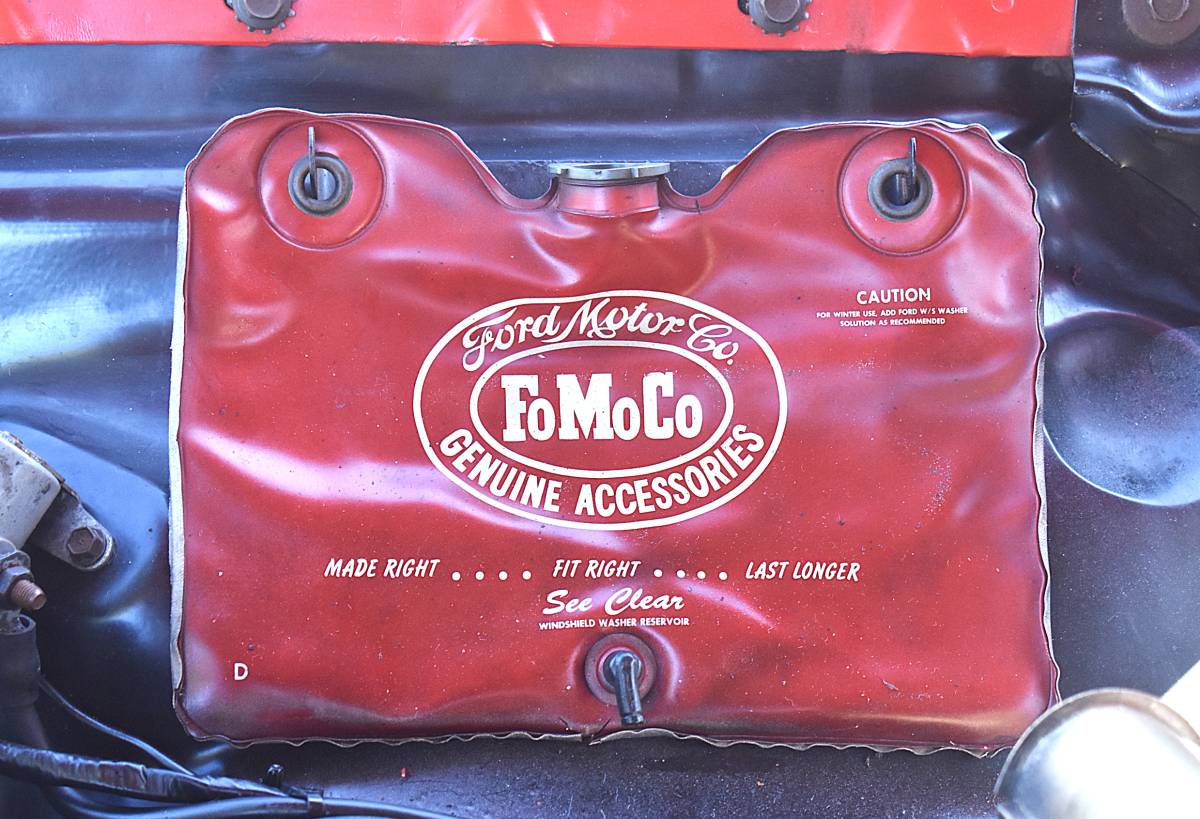 CAUTION
FOR WINTER USE, ADD FORD W/S WASHER
SOLUTION AS RECOMMENDED
Ford Motor Co.
FoMoCo
GENUINE ACCESSORIES
MADE RIGHT .... FIT RIGHT .... LAST LONGER
See Clear
WINDSHIELD WASHER RESERVOIR
D